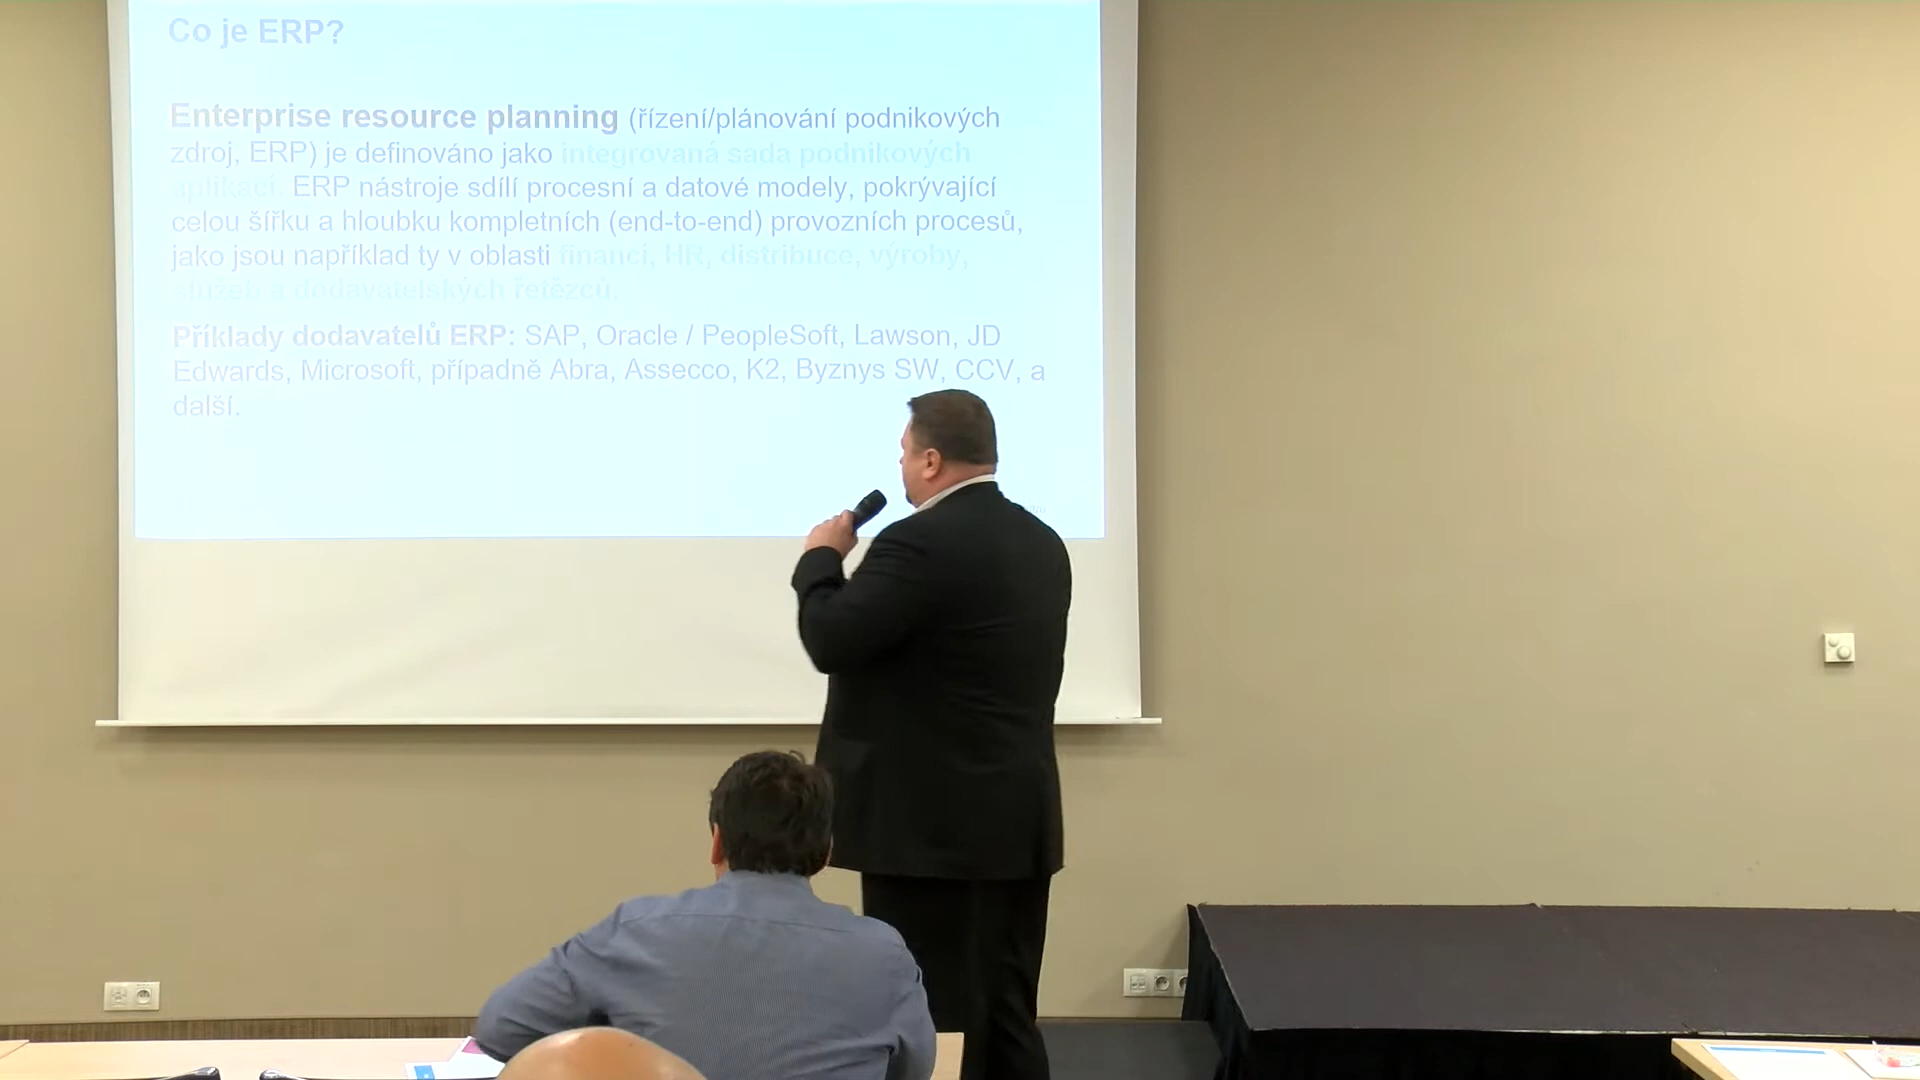 Co je ERP?
Enterprise resource planning (řízení/plánování podnikových
zdroj, ERP) je definováno jako integrovaná sada podnikových
aplikací. ERP nástroje sdílí procesní a datové modely, pokrývající
celou šířku a hloubku kompletních (end-to-end) provozních procesů,
jako jsou například ty v oblasti financí, HR, distribuce, výroby,
služeb a dodavatelských řetězců.
Příklady dodavatelů ERP: SAP, Oracle / PeopleSoft, Lawson, JD
Edwards, Microsoft, případně Abra, Assecco, K2, Byznys SW, CCV, a
další.